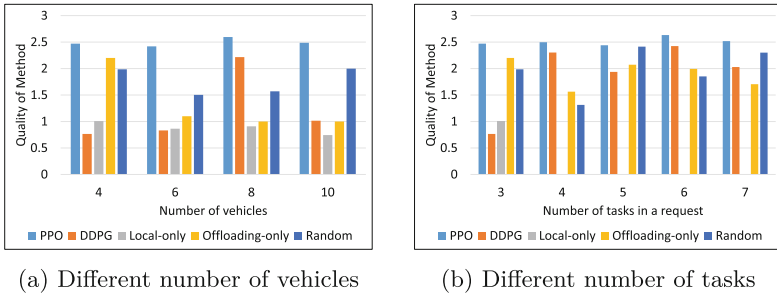 3
2.5
2
1.5
1
0.5
0
Quality of Method
4 6 8 10
Number of vehicles
PPO DDPG Local-only Offloading-only Random
(a) Different number of vehicles
3
2.5
2
1.5
1
0.5
0
Quality of Method
3 4 5 6 7
Number of tasks in a request
PPO DDPG Local-only Offloading-only Random
(b) Different number of tasks